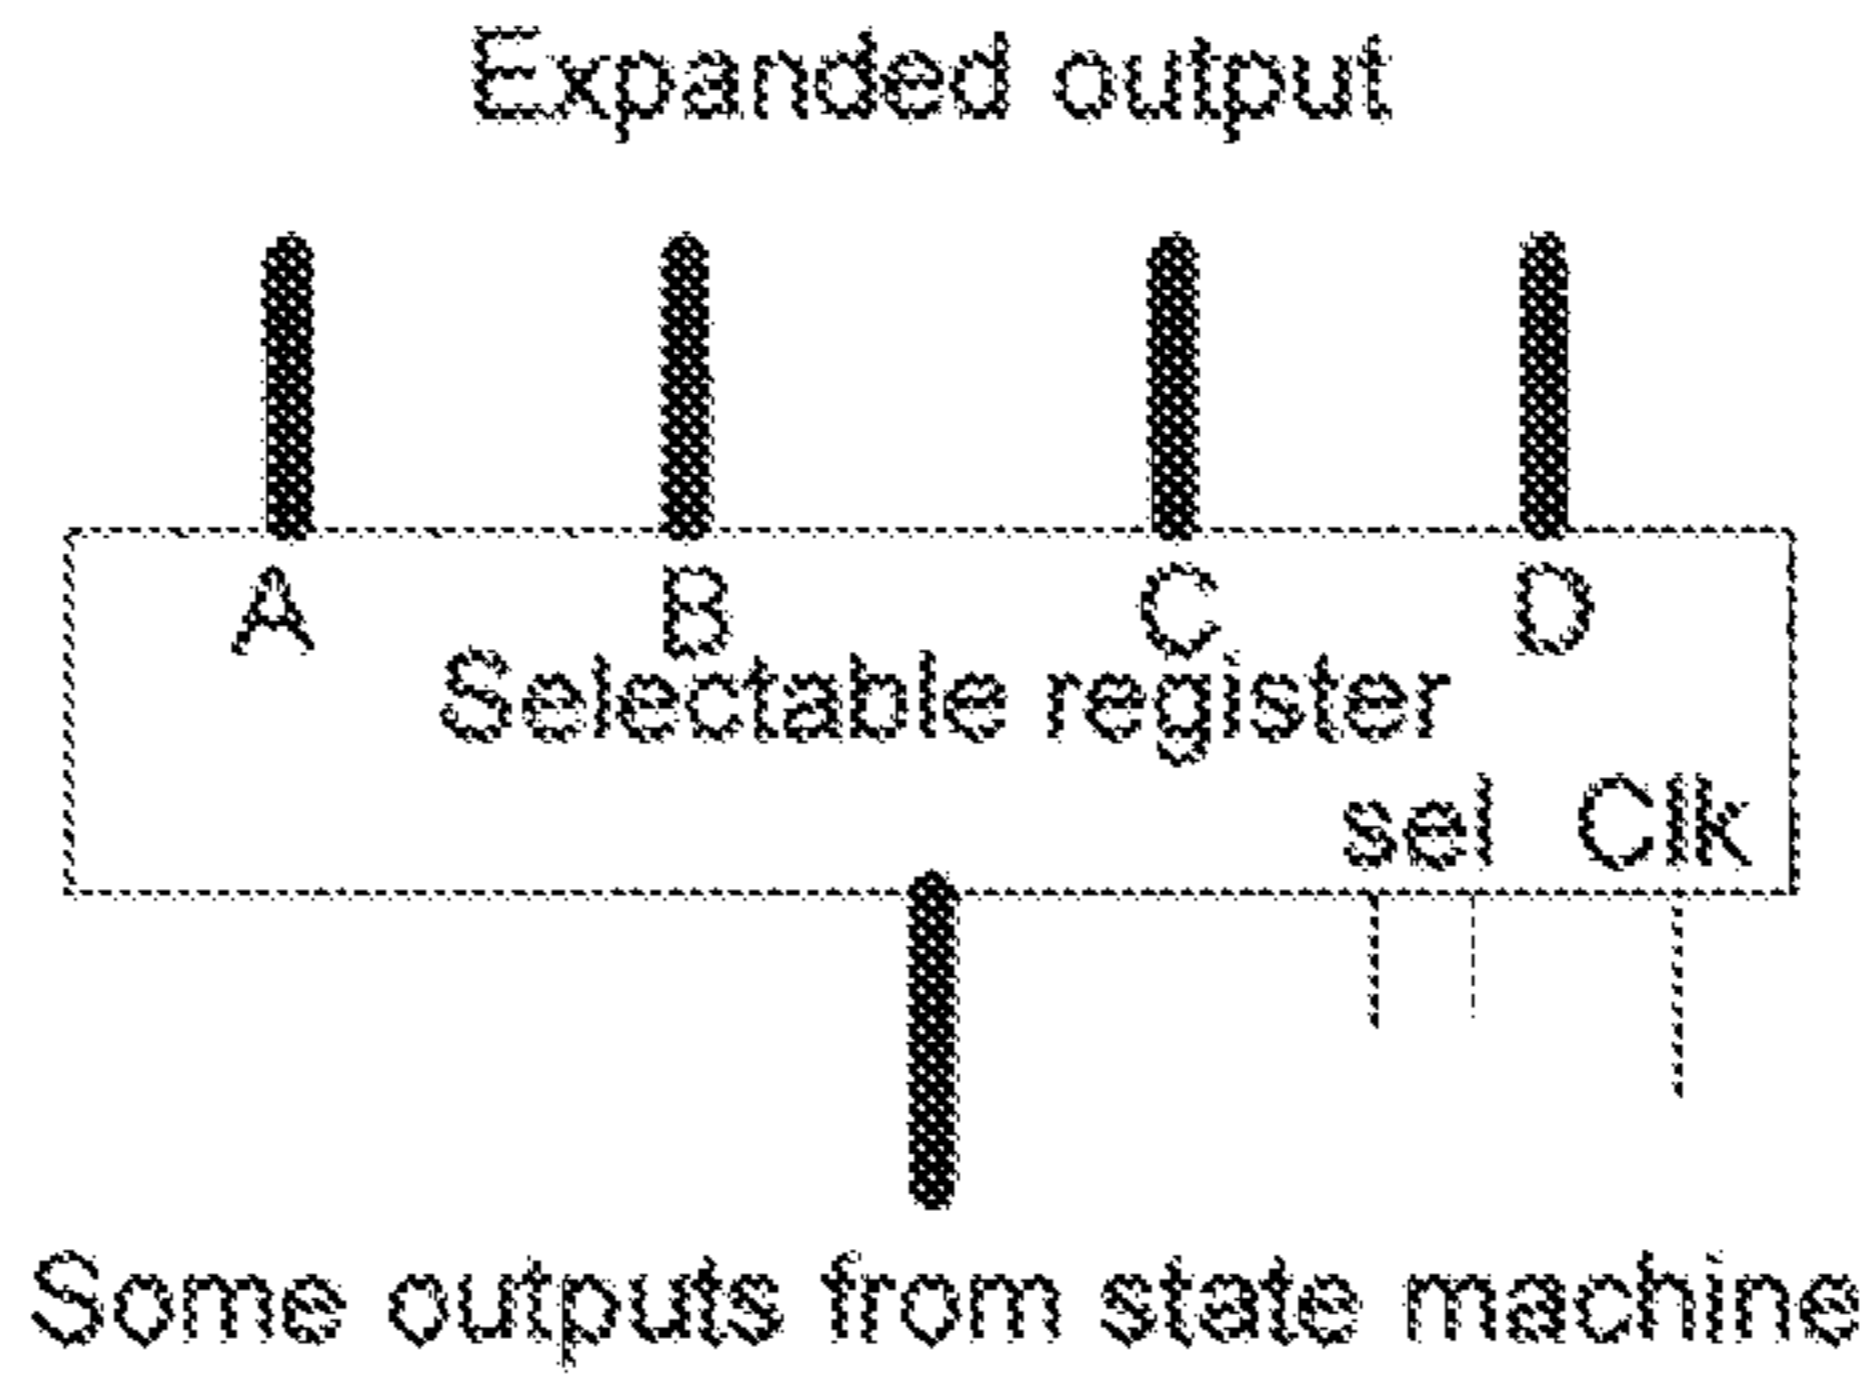 Expanded output
A B C D
Selectable register
sel Clk
Some outputs from state machine